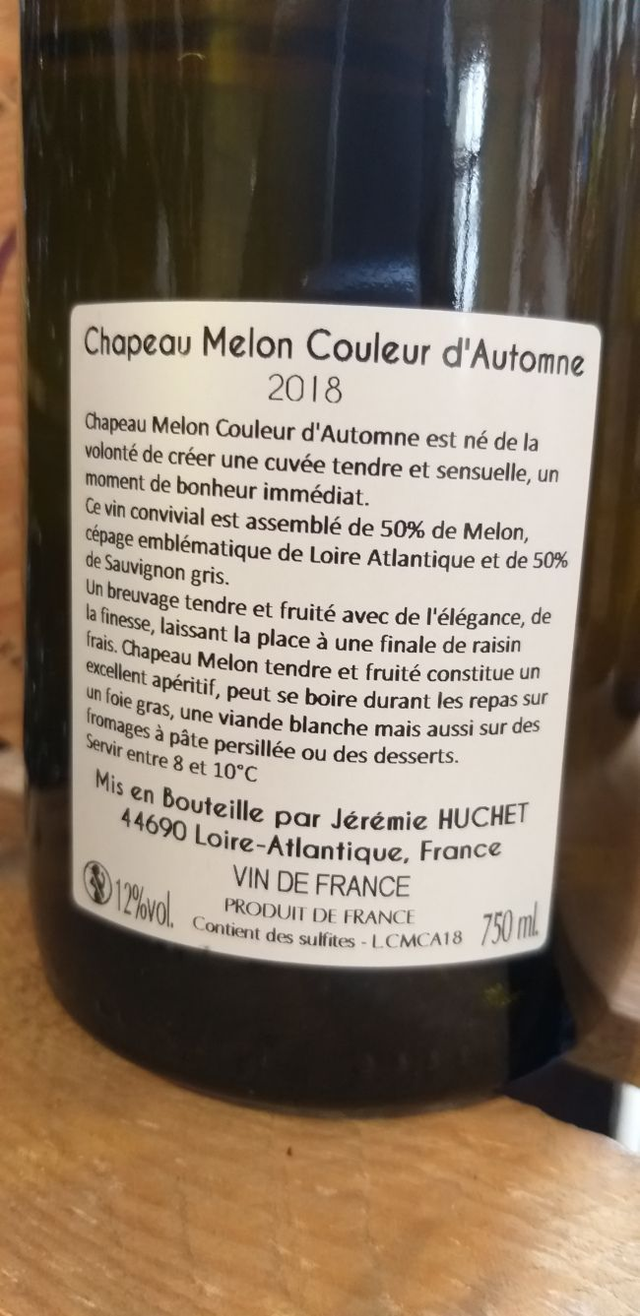 Chapeau Melon Couleur d'Automne
2018
Chapeau Melon Couleur d'Automne est né de la
volonté de créer une cuvée tendre et sensuelle, un
moment de bonheur immédiat.
Ce vin convivial est assemblé de 50% de Melon,
cépage emblématique de Loire Atlantique et de 50%
de Sauvignon gris.
Un breuvage tendre et fruité avec de l'élégance, de
la finesse, laissant la place à une finale de raisin
frais. Chapeau Melon tendre et fruité constitue un
excellent apéritif, peut se boire durant les repas sur
un foie gras, une viande blanche mais aussi sur des
fromages à pâte persillée ou des desserts.
Servir entre 8 et 10°C
Mis en Bouteille par Jérémie HUCHET
44690 Loire-Atlantique, France
VIN DE FRANCE
PRODUIT DE FRANCE
12%vol. Contient des sulfites - LCMCA18 750 ml.